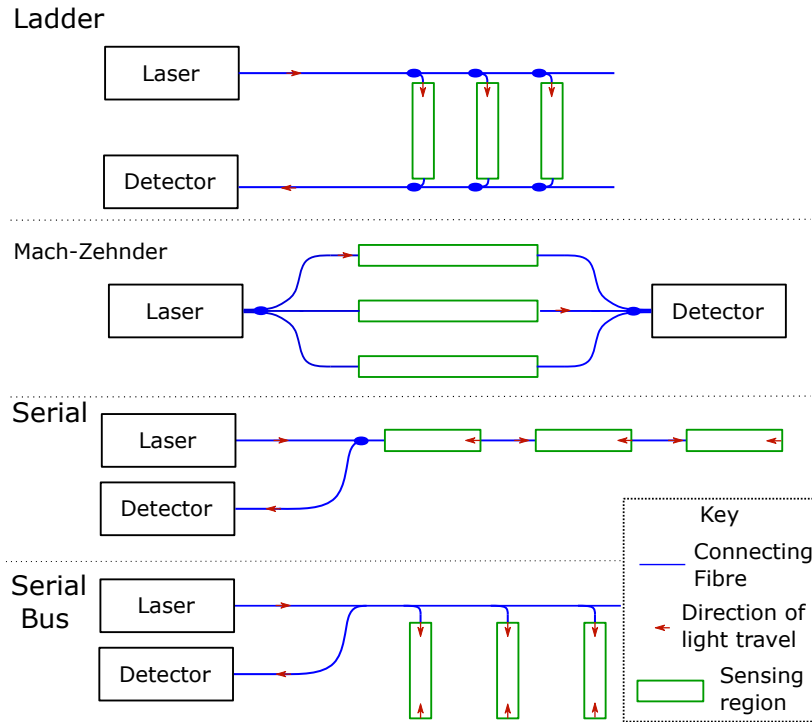 Ladder
Laser
Detector
Mach-Zehnder
Laser
Detector
Serial
Laser
Detector
Serial
Bus
Laser
Detector
Key
Connecting
Fibre
Direction of
light travel
Sensing
region